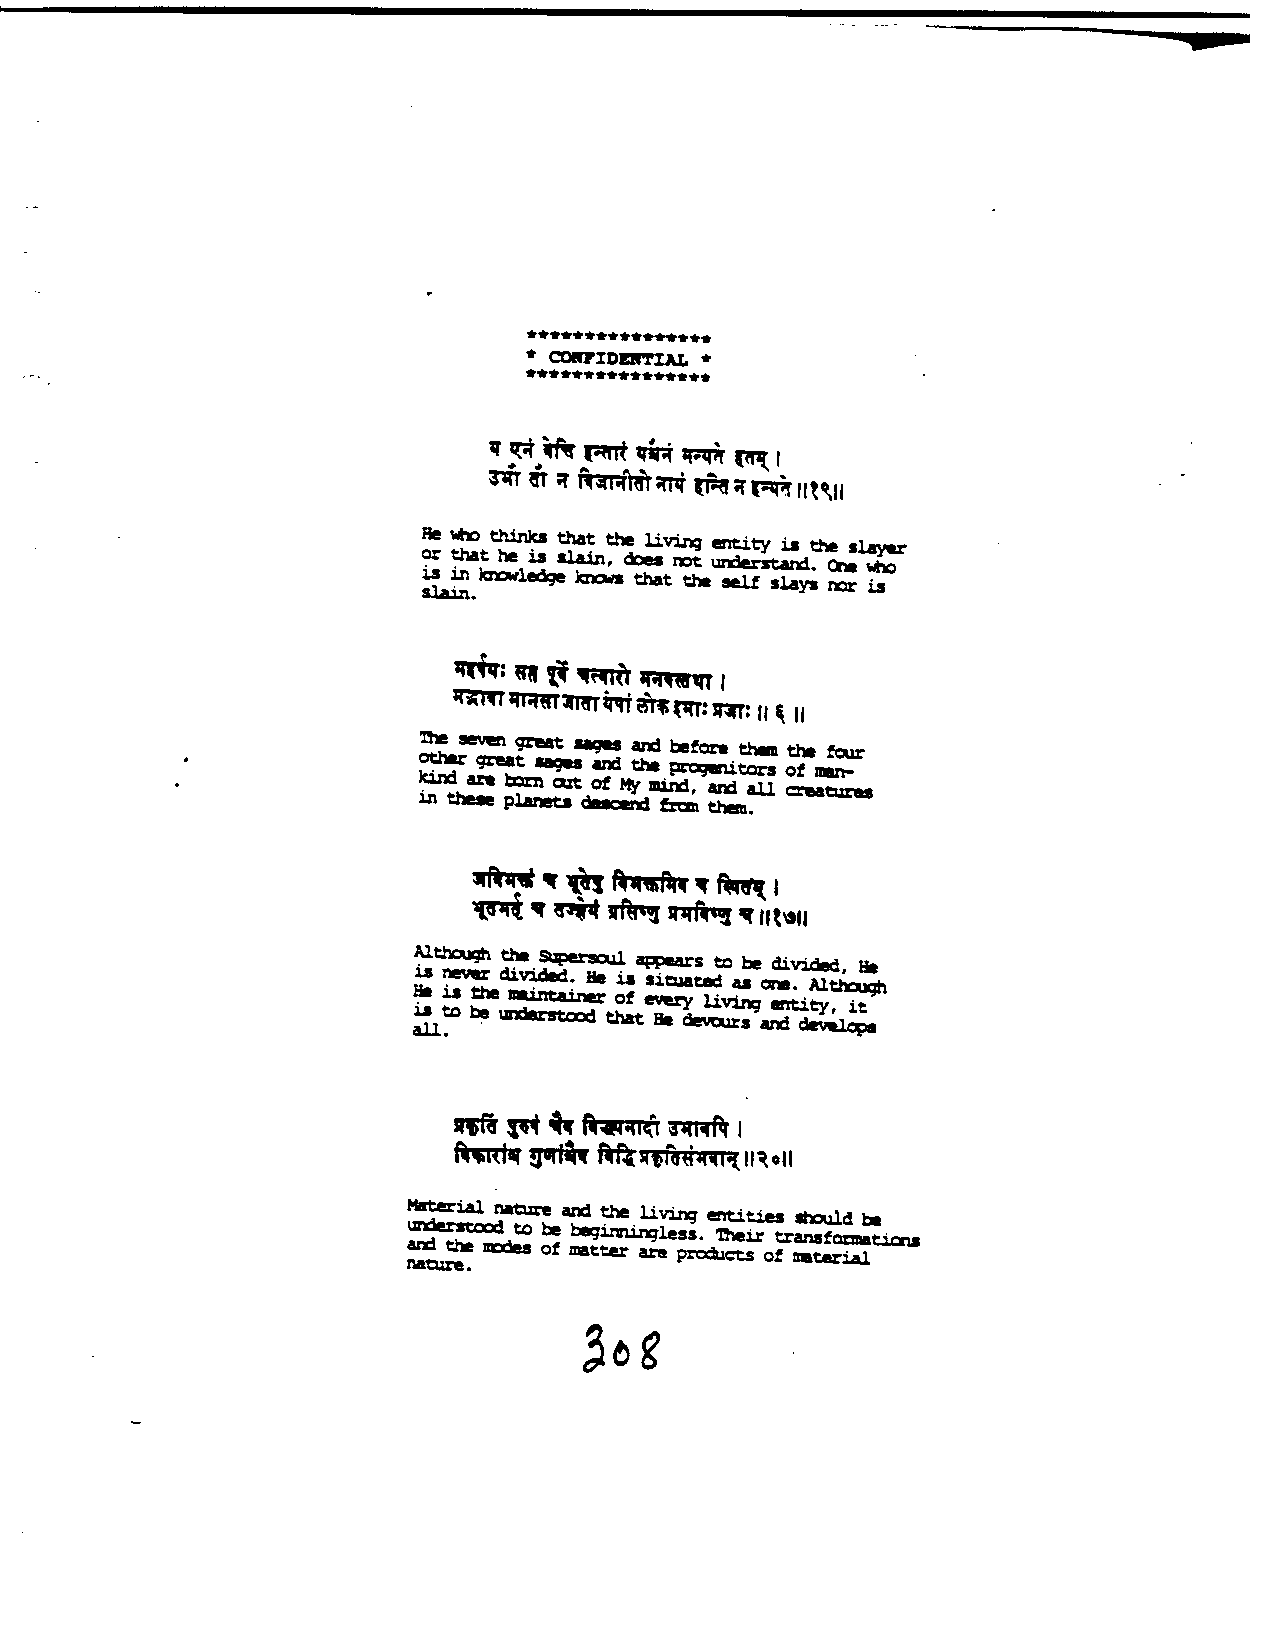 ****************
* CONFIDENTIAL *
****************
य एनं वेत्ति हन्तारं यश्चैनं मन्यते हतम् ।
उभौ तौ न विजानीतो नायं हन्ति न हन्यते ॥१९॥
He who thinks that the living entity is the slayer
or that he is slain, does not understand. One who
is in knowledge knows that the self slays nor is
slain.
महर्षयः सप्त पूर्वे चत्वारो मनवस्तथा ।
मद्भावा मानसा जाता येषां लोक इमाः प्रजाः ॥ ६ ॥
The seven great sages and before them the four
other great sages and the progenitors of man-
kind are born out of My mind, and all creatures
in these planets descend from them.
अविभक्तं च भूतेषु विभक्तमिव च स्थितम् ।
भूतभर्तृ च तज्ज्ञेयं ग्रसिष्णु प्रभविष्णु च ॥१७॥
Although the Supersoul appears to be divided, He
is never divided. He is situated as one. Although
He is the maintainer of every living entity, it
is to be understood that He devours and develops
all.
प्रकृतिं पुरुषं चैव विद्ध्यनादी उभावपि ।
विकारांश्च गुणांश्चैव विद्धि प्रकृतिसंभवान् ॥२०॥
Material nature and the living entities should be
understood to be beginningless. Their transformations
and the modes of matter are products of material
nature.
308